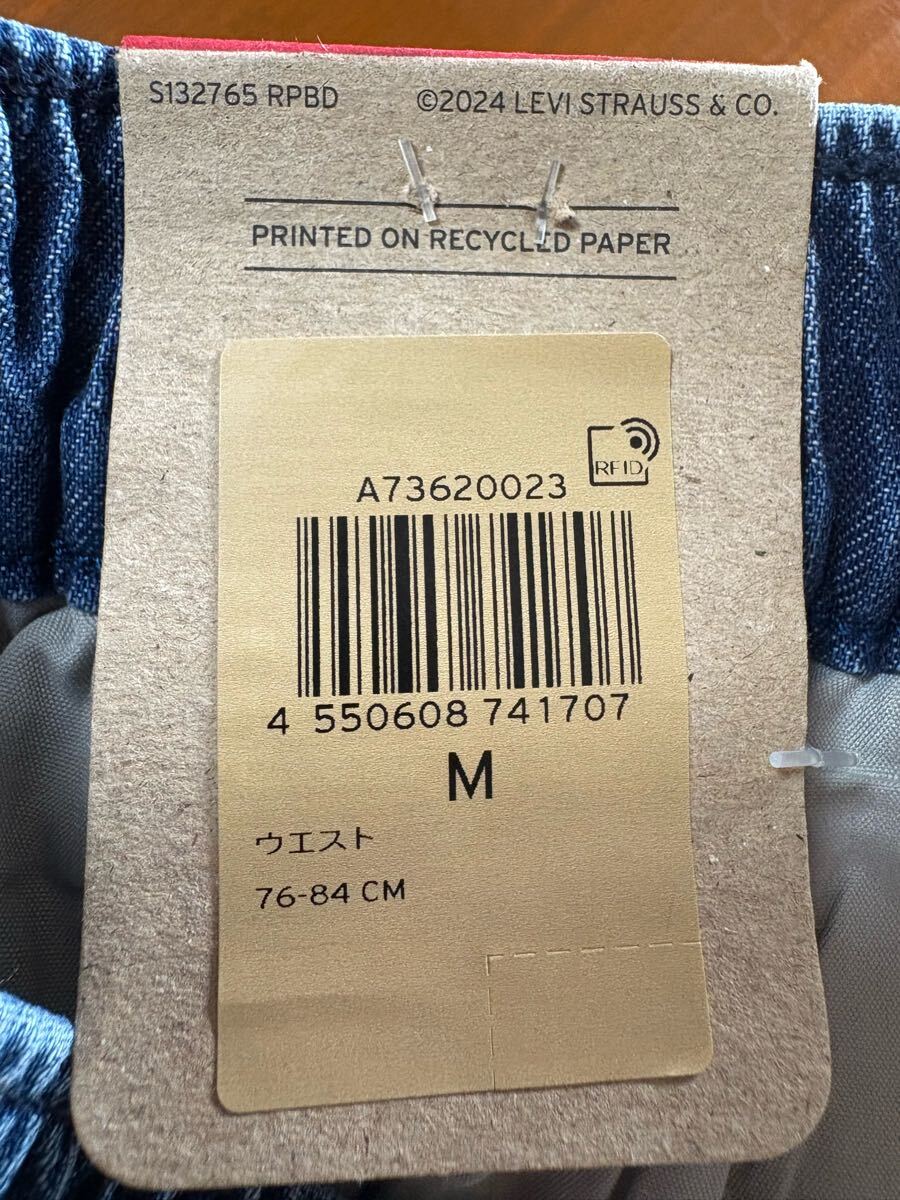 S132765 RPBD ©2024 LEVI STRAUSS & CO.
PRINTED ON RECYCLED PAPER
RFID
A73620023
4 550608 741707
M
ウエスト
76-84 CM